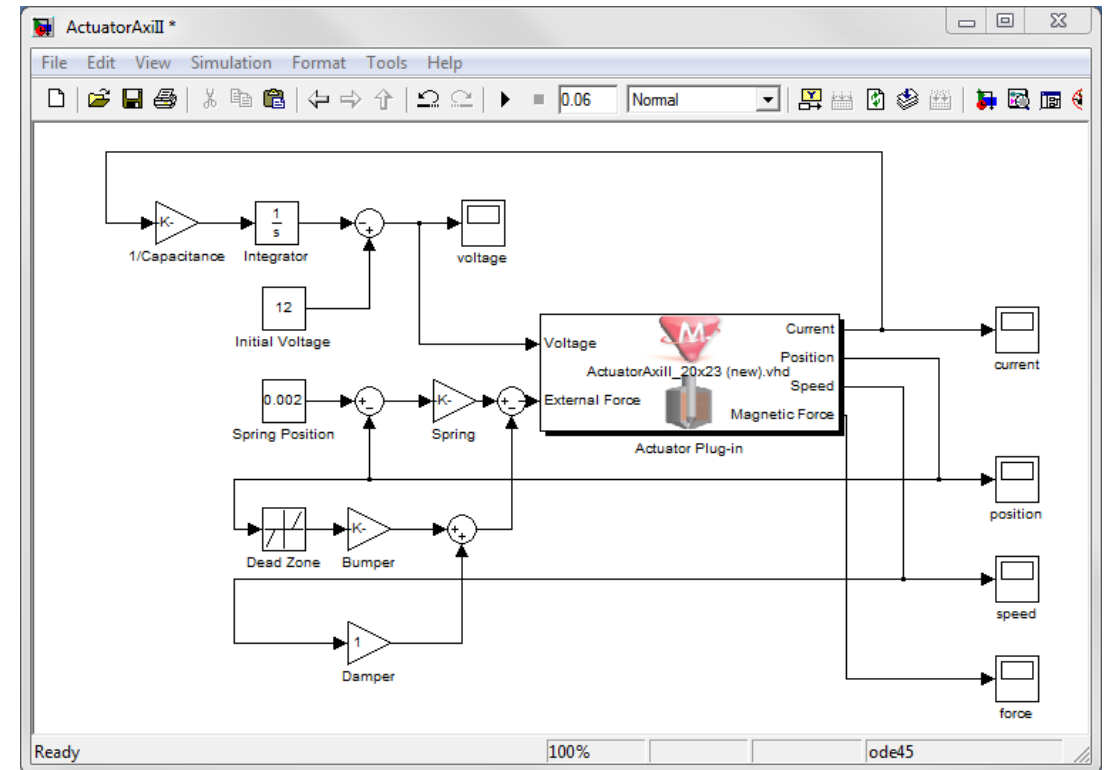 ActuatorAxiII *
File Edit View Simulation Format Tools Help
0.06 Normal
K-
1/Capacitance
1
s
Integrator
-
+
voltage
12
Initial Voltage
Voltage
External Force
M
ActuatorAxiII_20x23 (new).vhd
Current
Position
Speed
Magnetic Force
Actuator Plug-in
current
0.002
Spring Position
+
-
K-
Spring
+
-
position
Dead Zone
K-
Bumper
+
+
speed
1
Damper
force
Ready 100% ode45